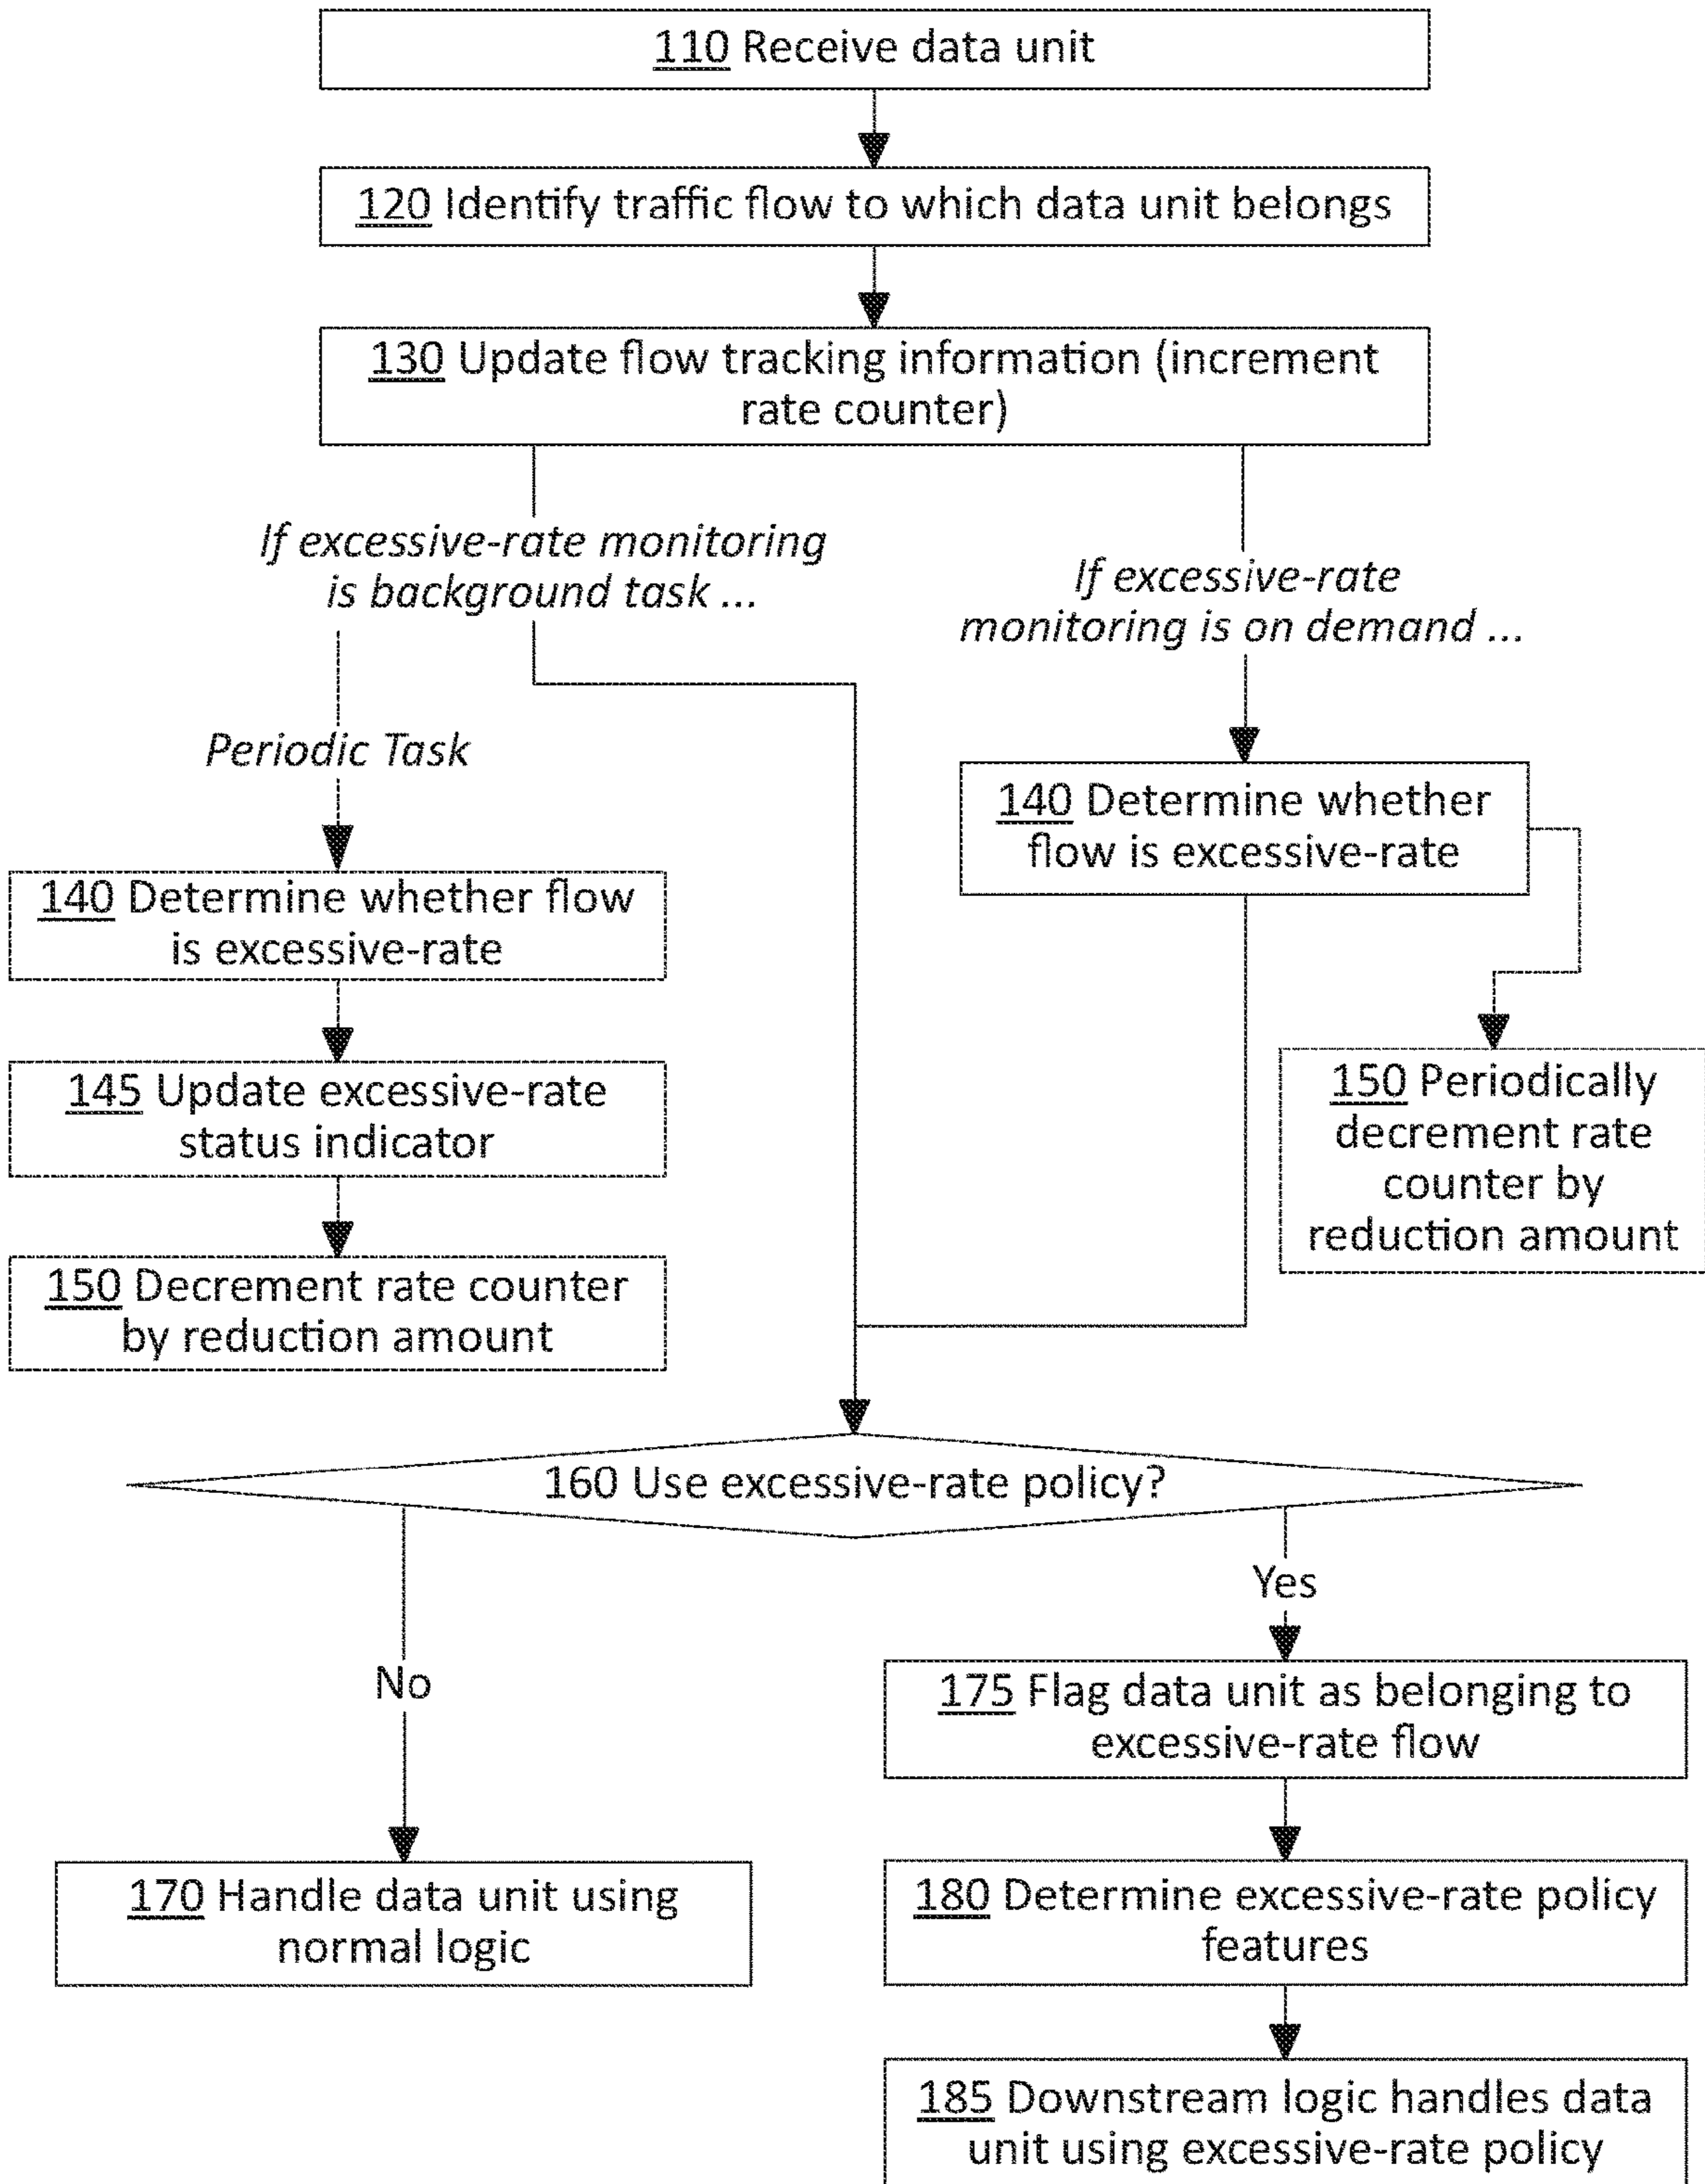 110 Receive data unit
120 Identify traffic flow to which data unit belongs
130 Update flow tracking information (increment
rate counter)
If excessive-rate monitoring
is background task ...
If excessive-rate
monitoring is on demand ...
Periodic Task
140 Determine whether
flow is excessive-rate
140 Determine whether flow
is excessive-rate
145 Update excessive-rate
status indicator
150 Periodically
decrement rate
counter by
reduction amount
150 Decrement rate counter
by reduction amount
160 Use excessive-rate policy?
Yes
No
175 Flag data unit as belonging to
excessive-rate flow
170 Handle data unit using
normal logic
180 Determine excessive-rate policy
features
185 Downstream logic handles data
unit using excessive-rate policy